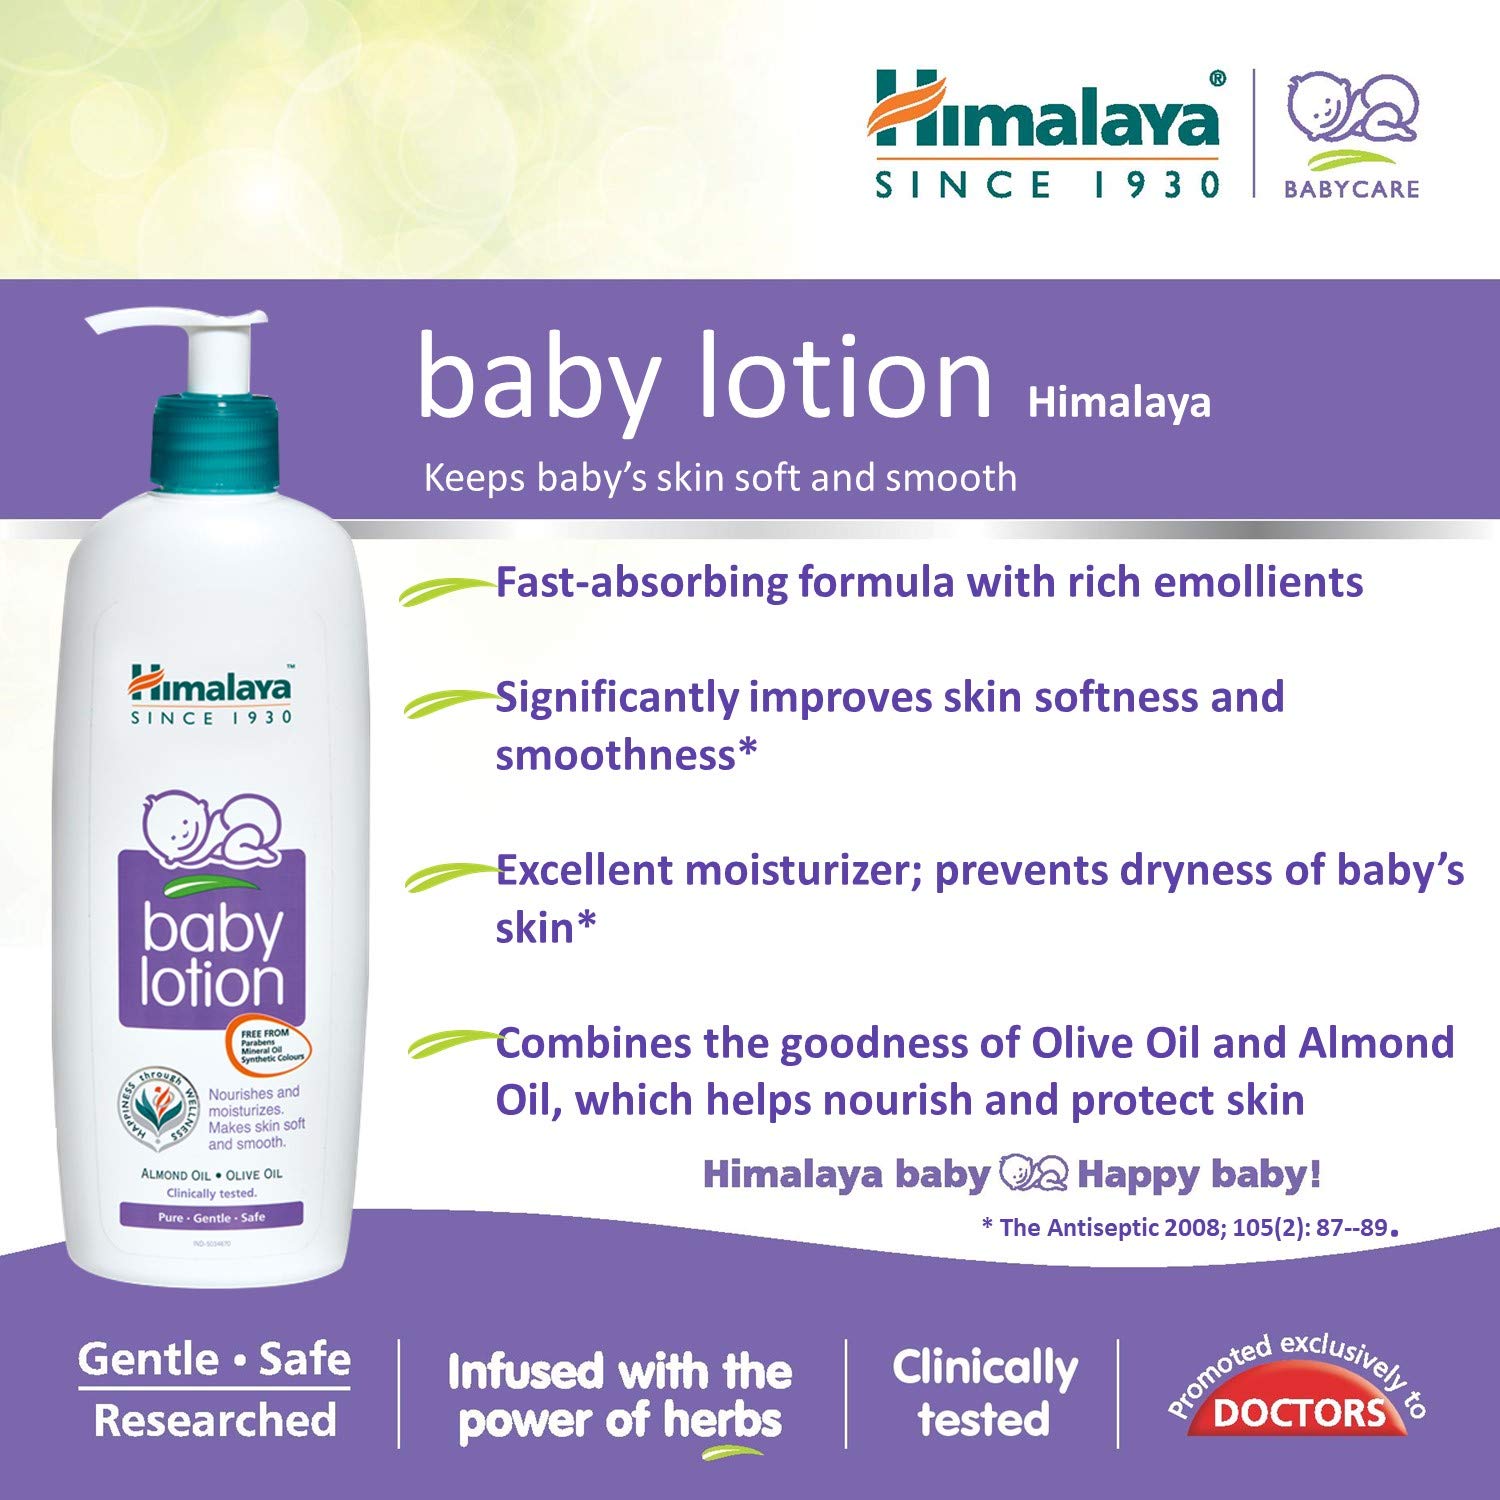 Himalaya®
SINCE 1930
BABYCARE
baby lotion Himalaya
Keeps baby's skin soft and smooth
Fast-absorbing formula with rich emollients
Significantly improves skin softness and
smoothness*
Excellent moisturizer; prevents dryness of baby's
skin*
Combines the goodness of Olive Oil and Almond
Oil, which helps nourish and protect skin
Himalaya baby Happy baby!
* The Antiseptic 2008; 105(2): 87--89.
Himalaya™
SINCE 1930
baby
lotion
FREE FROM
Parabens
Mineral Oil
Synthetic Colours
HAPPINESS through WELLNESS
Nourishes and
moisturizes.
Makes skin soft
and smooth.
ALMOND OIL • OLIVE OIL
Clinically tested.
Pure · Gentle · Safe
Gentle • Safe
Researched
Infused with the
power of herbs
Clinically
tested
Promoted exclusively to
DOCTORS